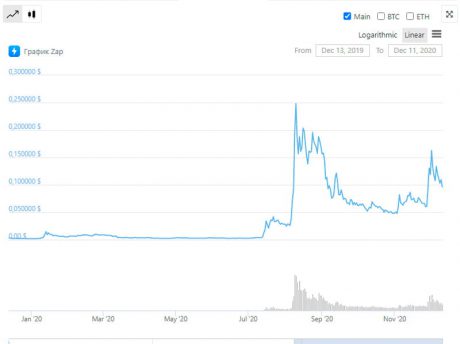 Main BTC ETH
Logarithmic Linear
From Dec 13, 2019 To Dec 11, 2020
График Zap
0,300000 $
0,250000 $
0,200000 $
0,150000 $
0,100000 $
0,050000 $
0,00 $
Jan '20 Mar '20 May '20 Jul '20 Sep '20 Nov '20